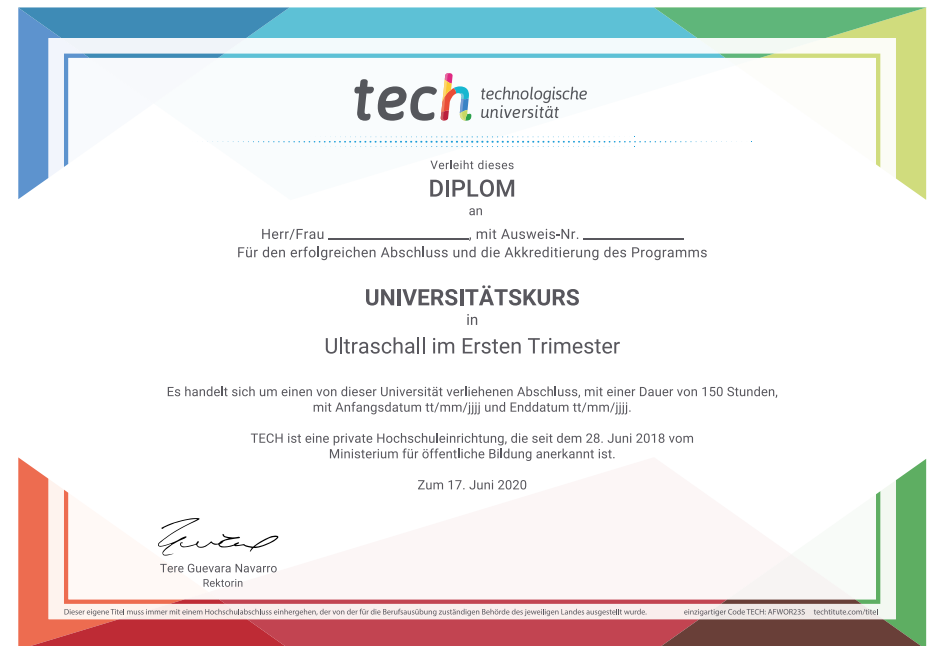 tech technologische
universität
Verleiht dieses
DIPLOM
an
Herr/Frau ____________, mit Ausweis-Nr. ____________
Für den erfolgreichen Abschluss und die Akkreditierung des Programms
UNIVERSITÄTSKURS
in
Ultraschall im Ersten Trimester
Es handelt sich um einen von dieser Universität verliehenen Abschluss, mit einer Dauer von 150 Stunden,
mit Anfangsdatum tt/mm/jjjj und Enddatum tt/mm/jjjj.
TECH ist eine private Hochschuleinrichtung, die seit dem 28. Juni 2018 vom
Ministerium für öffentliche Bildung anerkannt ist.
Zum 17. Juni 2020
Tere Guevara Navarro
Rektorin
Dieser eigene Titel muss immer mit einem Hochschulabschluss einhergehen, der von der für die Berufsausübung zuständigen Behörde des jeweiligen Landes ausgestellt wurde. einzigartiger Code TECH: AFWOR23S techtitute.com/titel